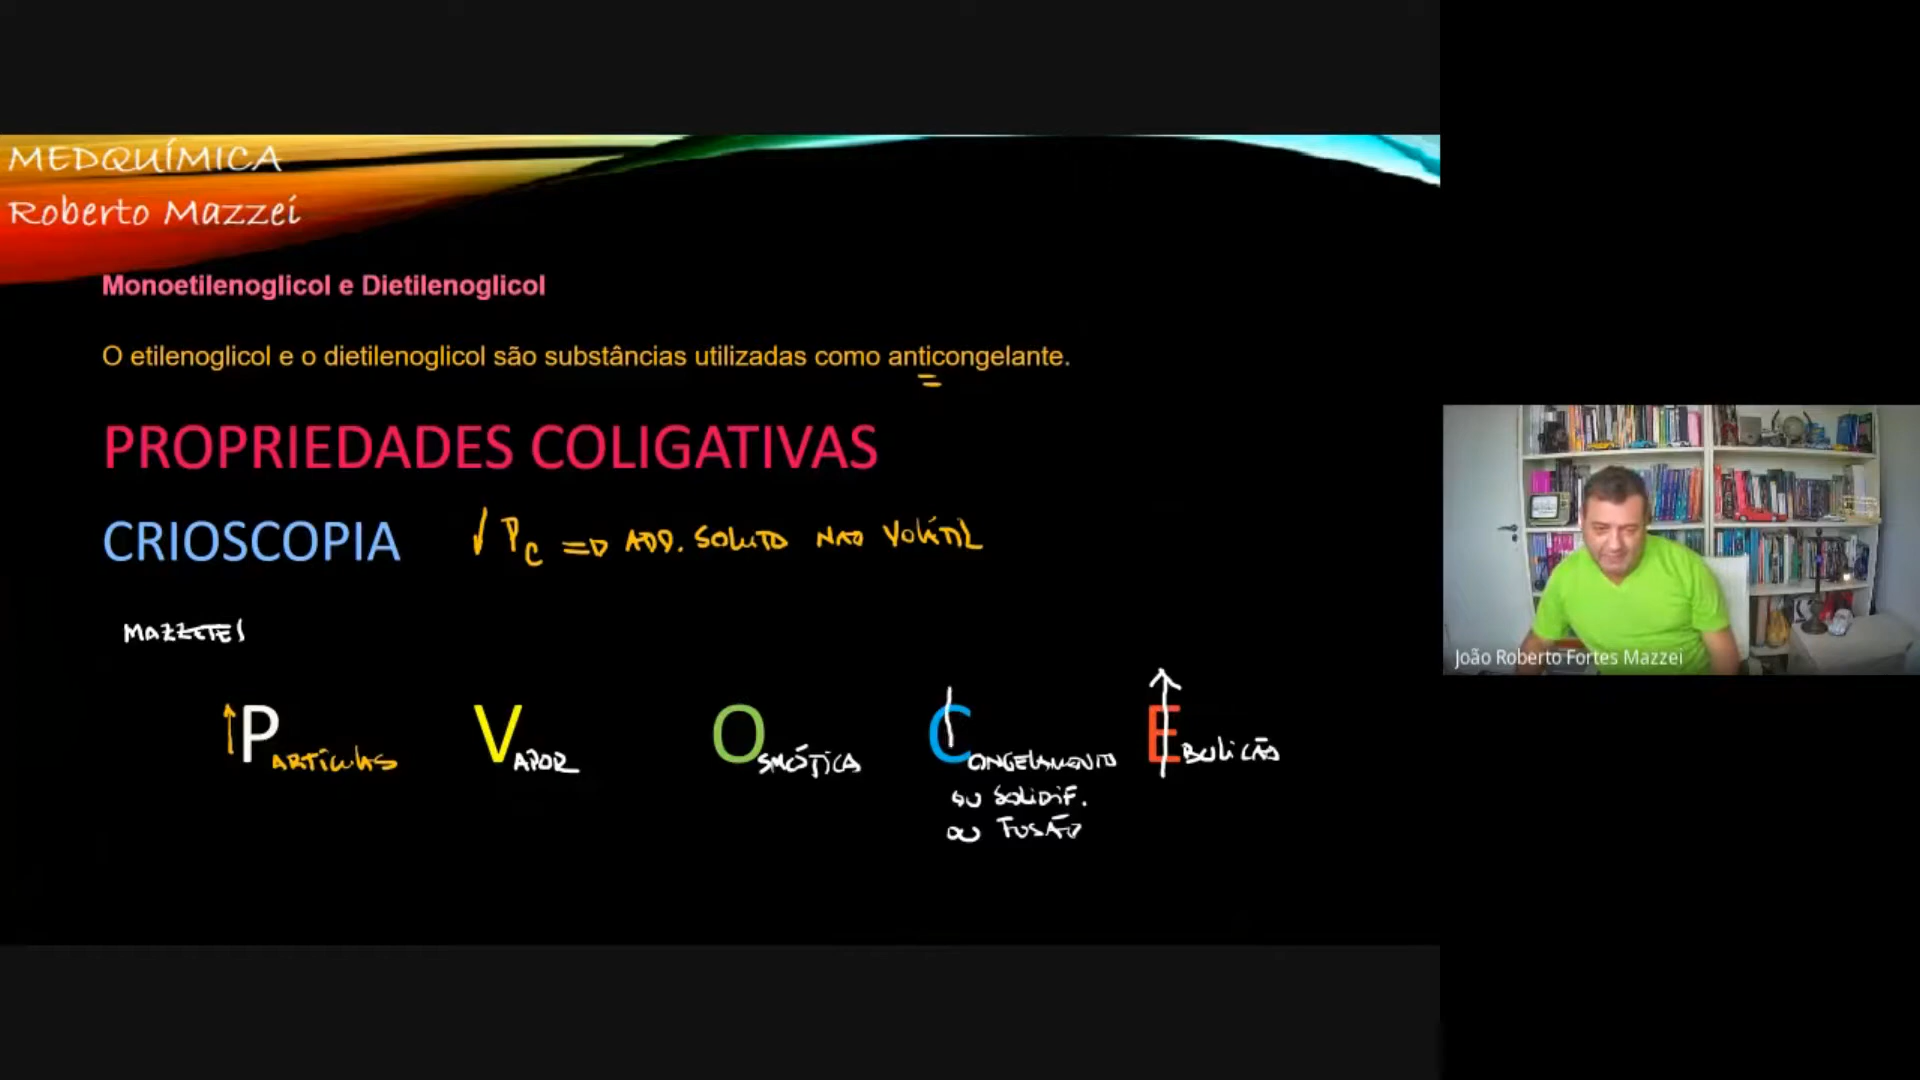 MEDQUÍMICA
Roberto Mazzei
Monoetilenoglicol e Dietilenoglicol
O etilenoglicol e o dietilenoglicol são substâncias utilizadas como anticongelante.
PROPRIEDADES COLIGATIVAS
CRIOSCOPIA ↓ Pc => ADD. SOLUTO NÃO VOLÁTIL
↑PARTÍCULAS VAPOR OSMÓTICA CONGELAMENTO EBULIÇÃO
OU SOLIDIF.
OU FUSÃO
João Roberto Fortes Mazzei